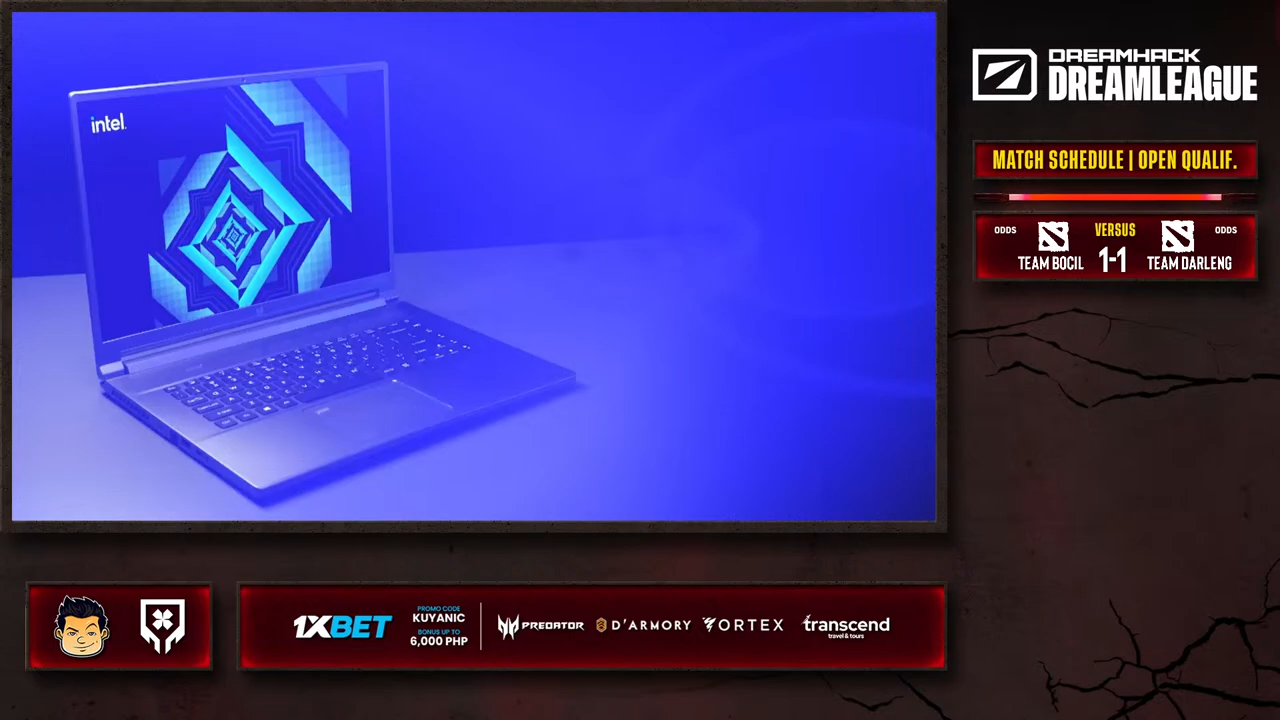 intel.
DREAMHACK
DREAMLEAGUE
MATCH SCHEDULE | OPEN QUALIF.
ODDS
VERSUS
ODDS
TEAM BOCIL
1-1
TEAM DARLENG
1XBET
PROMO CODE
KUYANIC
BONUS UP TO
6,000 PHP
PREDATOR
D'ARMORY
VORTEX
transcend
travel & tours